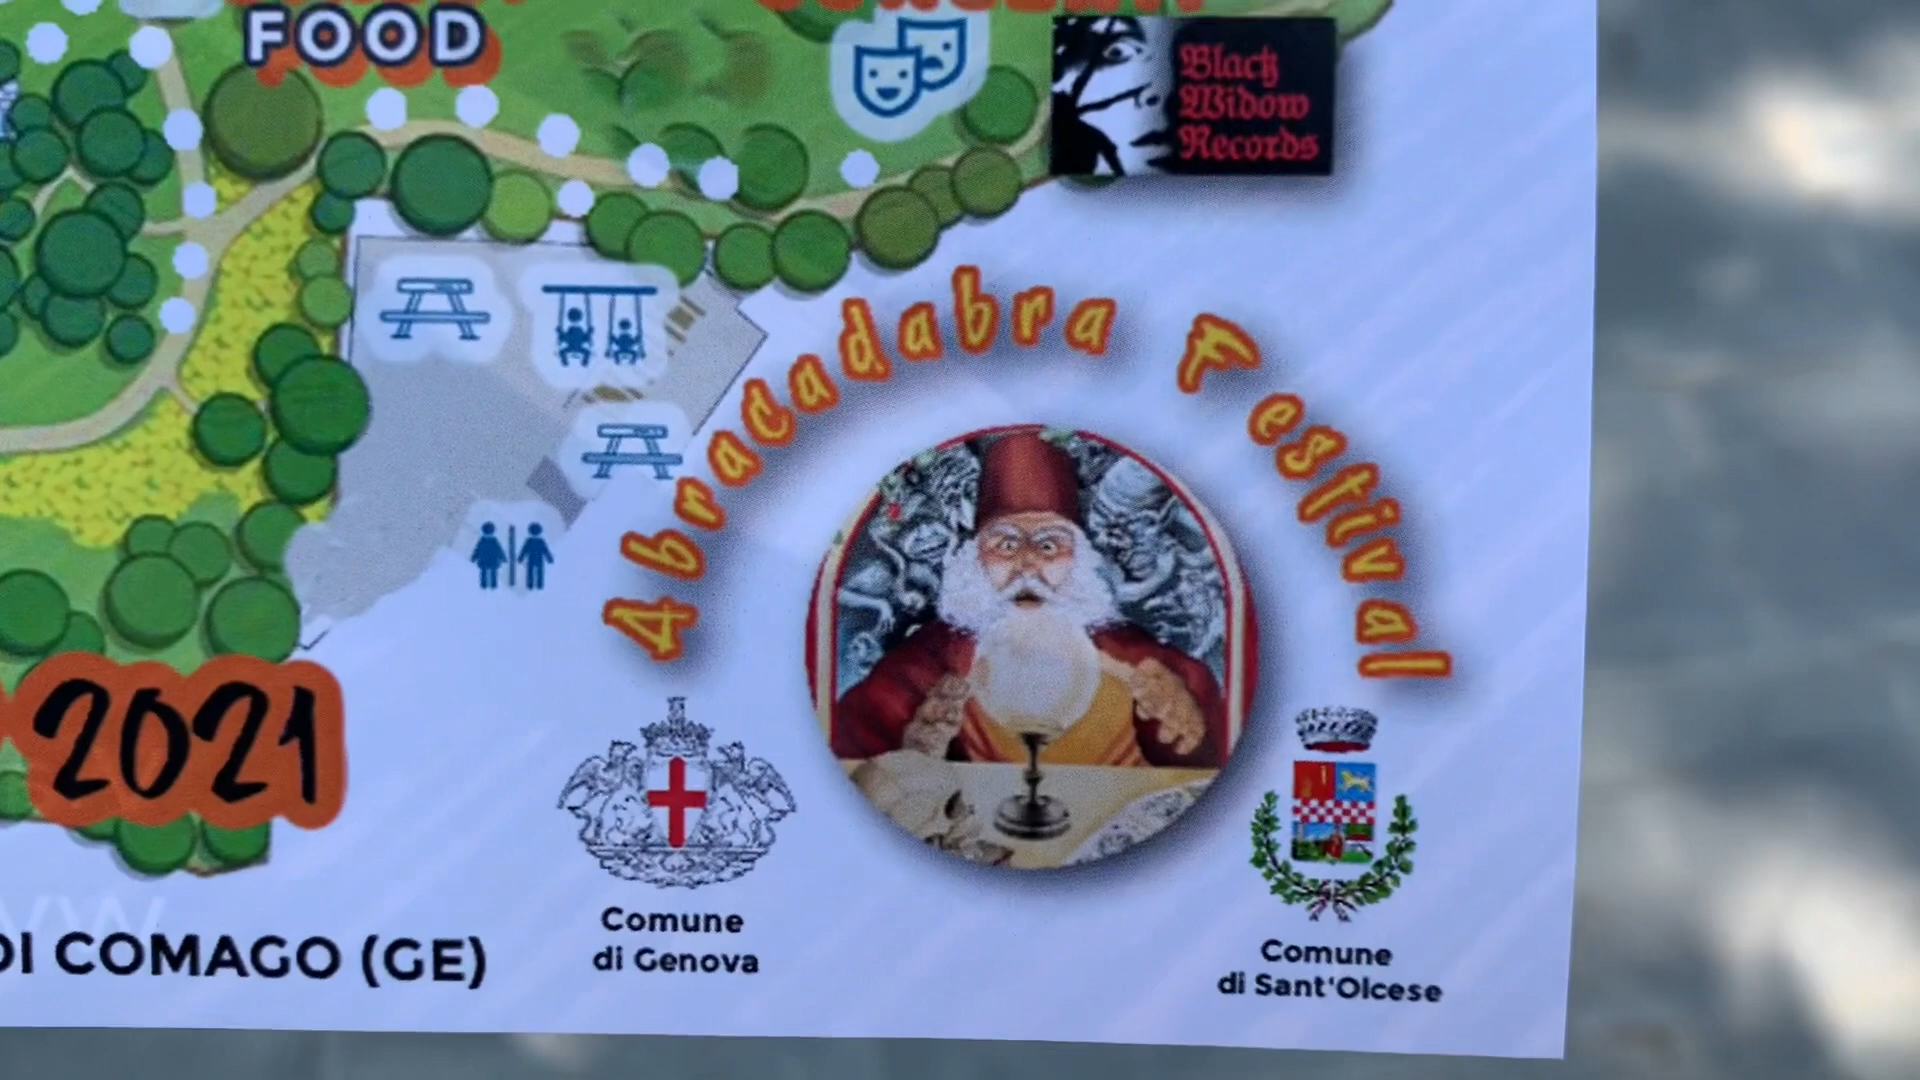 FOOD
Black
Widow
Records
Abracadabra Festival
2021
Comune
di Genova
Comune
di Sant'Olcese
DI COMAGO (GE)